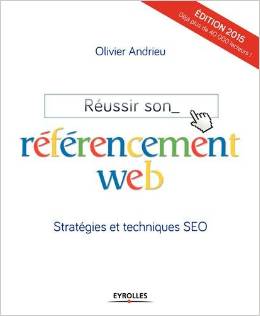 ÉDITION 2015
Déjà plus de 40 000 lecteurs !
Olivier Andrieu
Réussir son_
référencement
web
Stratégies et techniques SEO
EYROLLES